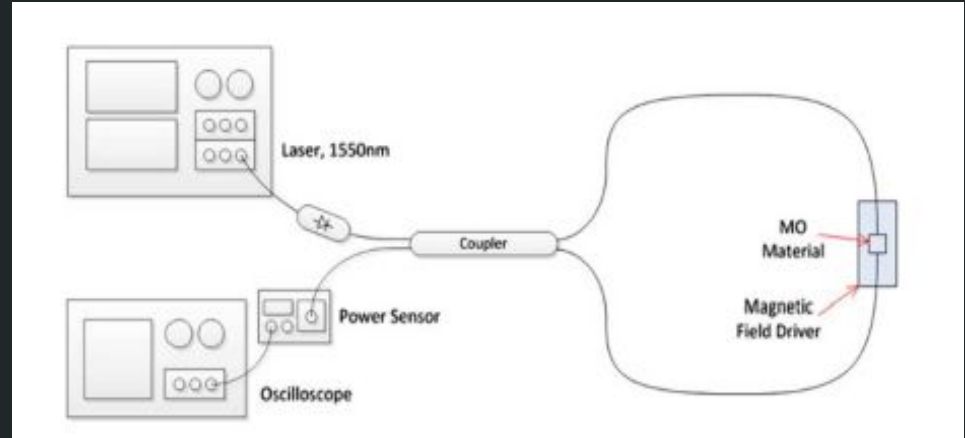 Laser, 1550nm
Coupler
MO
Material
Magnetic
Field Driver
Power Sensor
Oscilloscope